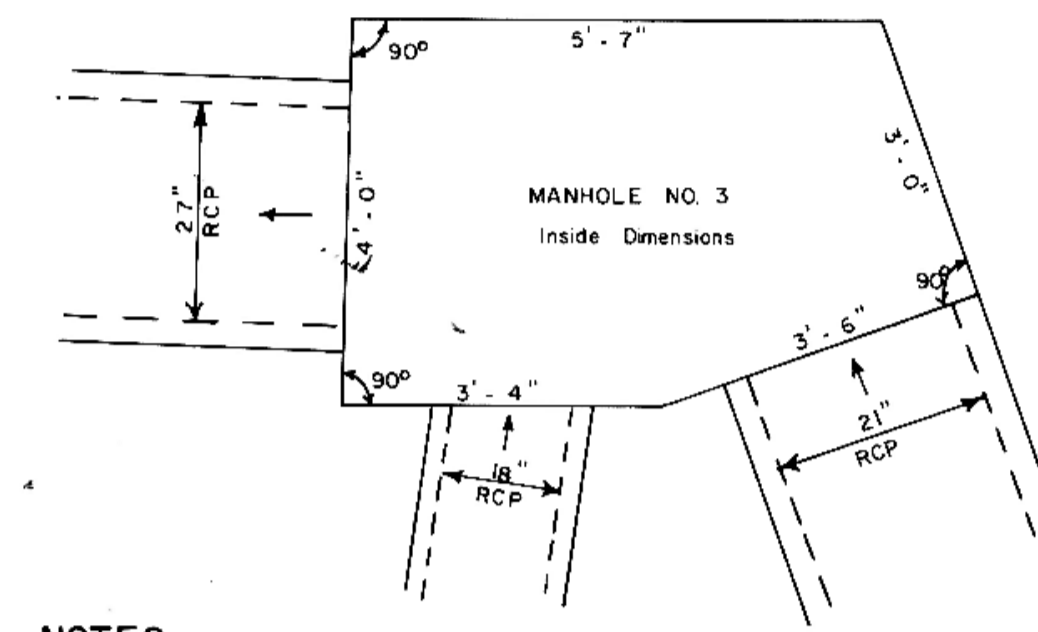 90°
5'-7"
27"
RCP
4'-0"
MANHOLE NO. 3
Inside Dimensions
3'-0"
90°
3'-6"
90°
3'-4"
18"
RCP
21"
RCP
NOTES